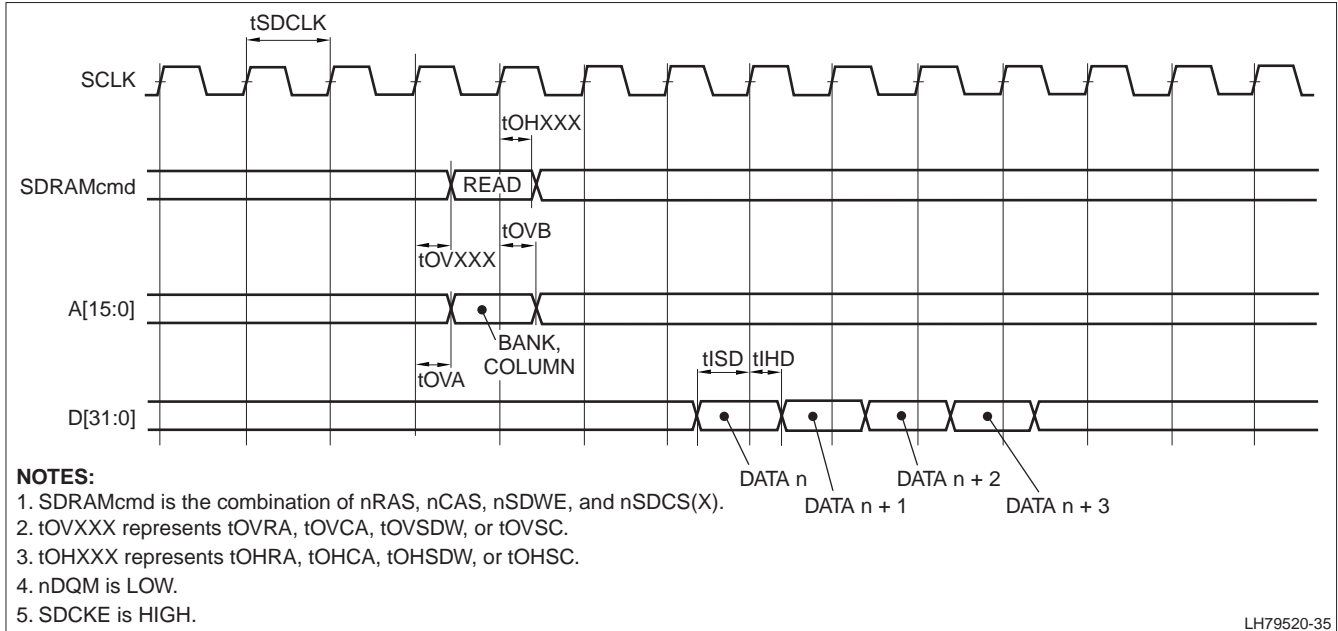 tSDCLK
SCLK
tOHXXX
SDRAMcmd
READ
tOVB
tOVXXX
A[15:0]
BANK,
COLUMN
tISD tIHD
tOVA
D[31:0]
DATA n
DATA n + 2
DATA n + 1
DATA n + 3
NOTES:
1. SDRAMcmd is the combination of nRAS, nCAS, nSDWE, and nSDCS(X).
2. tOVXXX represents tOVRA, tOVCA, tOVSDW, or tOVSC.
3. tOHXXX represents tOHRA, tOHCA, tOHSDW, or tOHSC.
4. nDQM is LOW.
5. SDCKE is HIGH.
LH79520-35